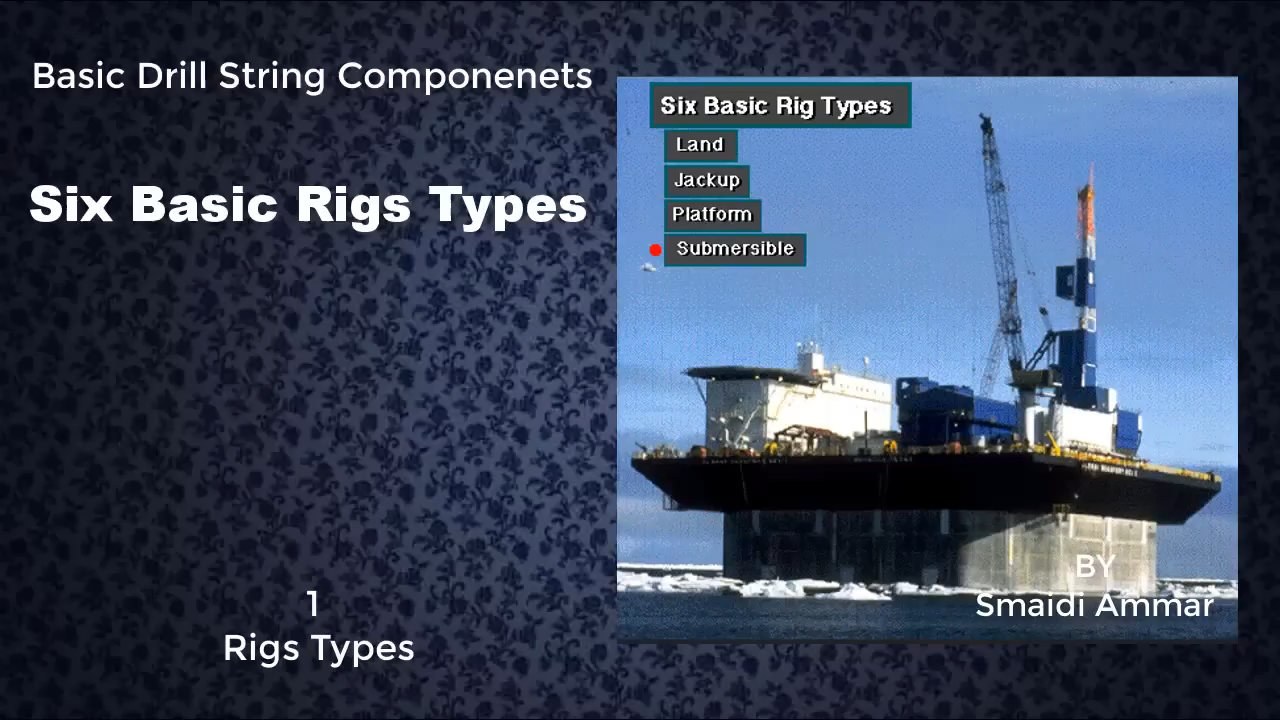 Basic Drill String Componenets
Six Basic Rigs Types
Six Basic Rig Types
Land
Jackup
Platform
Submersible
BY
Smaidi Ammar
1
Rigs Types